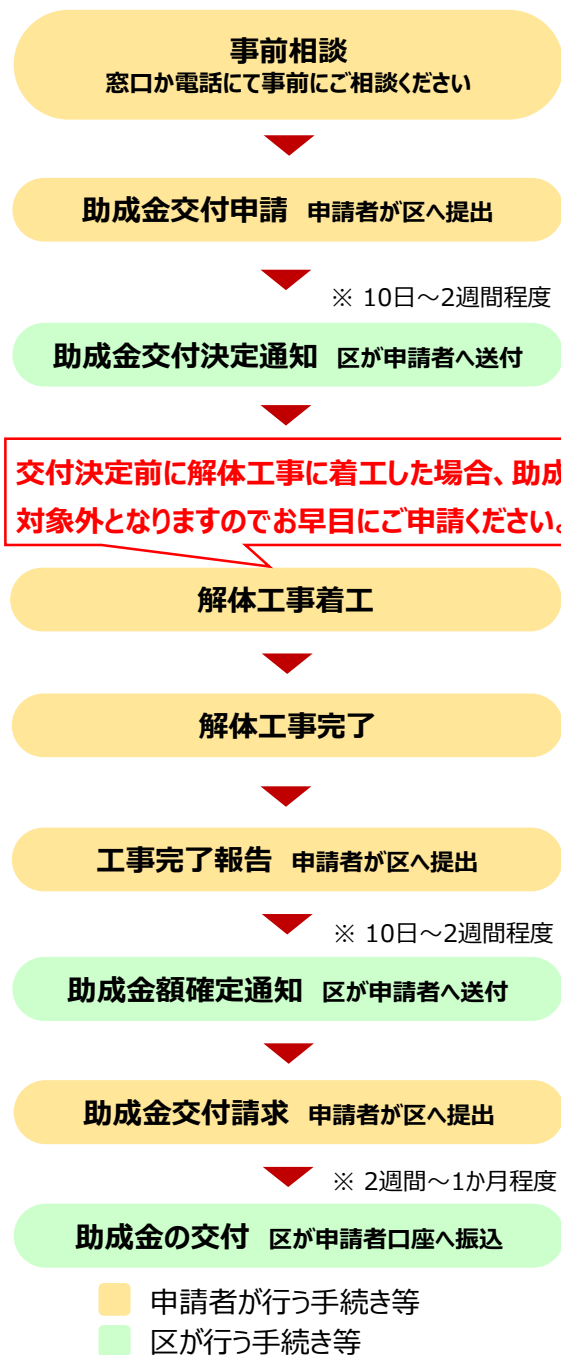 事前相談
窓口か電話にて事前にご相談ください
助成金交付申請 申請者が区へ提出
※ 10日～2週間程度
助成金交付決定通知 区が申請者へ送付
交付決定前に解体工事に着工した場合、助成
対象外となりますのでお早目にご申請ください。
解体工事着工
解体工事完了
工事完了報告 申請者が区へ提出
※ 10日～2週間程度
助成金額確定通知 区が申請者へ送付
助成金交付請求 申請者が区へ提出
※ 2週間～1か月程度
助成金の交付 区が申請者口座へ振込
申請者が行う手続き等
区が行う手続き等